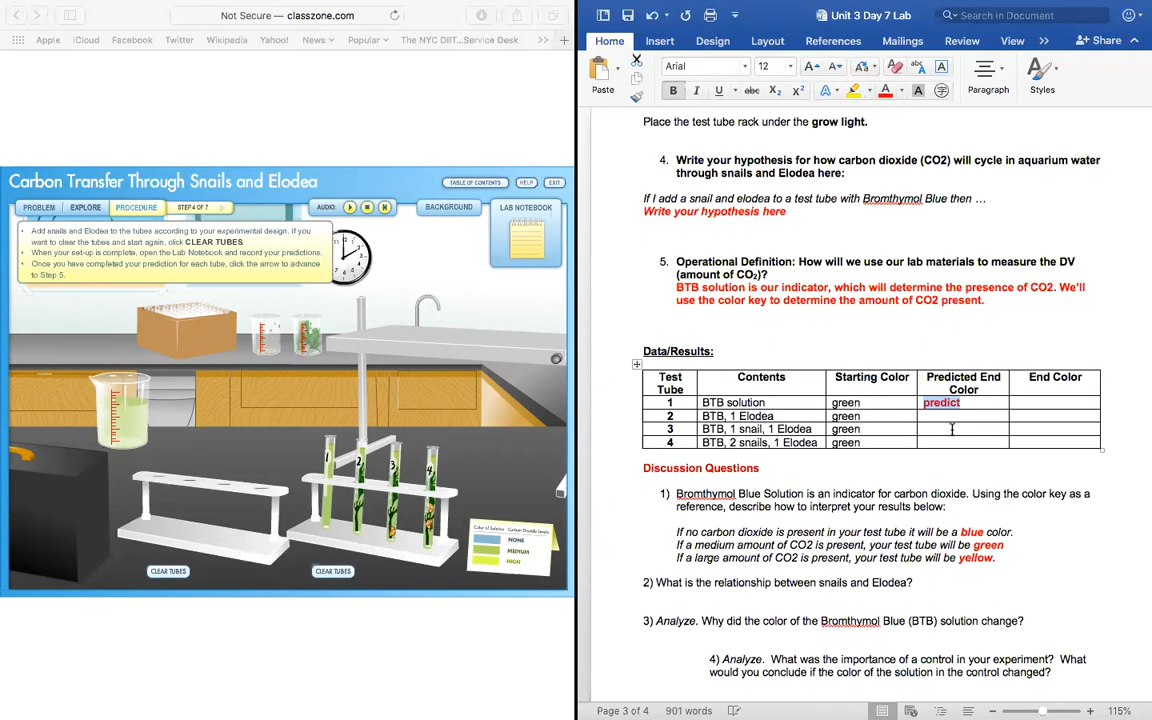 Not Secure — classzone.com
Apple iCloud Facebook Twitter Wikipedia Yahoo! News Popular The NYC DIIT...Service Desk
Carbon Transfer Through Snails and Elodea
TABLE OF CONTENTS HELP EXIT
PROBLEM EXPLORE PROCEDURE STEP 4 OF 7 AUDIO: BACKGROUND LAB NOTEBOOK
• Add snails and Elodea to the tubes according to your experimental design. If you
want to clear the tubes and start again, click CLEAR TUBES.
• When your set-up is complete, open the Lab Notebook and record your predictions.
• Once you have completed your prediction for each tube, click the arrow to advance
to Step 5.
1 2 3 4
Color of Solution Carbon Dioxide Levels
NONE
MEDIUM
HIGH
CLEAR TUBES CLEAR TUBES
Unit 3 Day 7 Lab
Search in Document
Home Insert Design Layout References Mailings Review View Share
Arial 12
Paste Paragraph Styles
Place the test tube rack under the grow light.
4. Write your hypothesis for how carbon dioxide (CO2) will cycle in aquarium water
through snails and Elodea here:
If I add a snail and elodea to a test tube with Bromthymol Blue then …
Write your hypothesis here
5. Operational Definition: How will we use our lab materials to measure the DV
(amount of CO2)?
BTB solution is our indicator, which will determine the presence of CO2. We'll
use the color key to determine the amount of CO2 present.
Data/Results:
Test Tube Contents Starting Color Predicted End Color End Color
1 BTB solution green predict
2 BTB, 1 Elodea green
3 BTB, 1 snail, 1 Elodea green
4 BTB, 2 snails, 1 Elodea green
Discussion Questions
1) Bromthymol Blue Solution is an indicator for carbon dioxide. Using the color key as a
reference, describe how to interpret your results below:
If no carbon dioxide is present in your test tube it will be a blue color.
If a medium amount of CO2 is present, your test tube will be green
If a large amount of CO2 is present, your test tube will be yellow.
2) What is the relationship between snails and Elodea?
3) Analyze. Why did the color of the Bromthymol Blue (BTB) solution change?
4) Analyze. What was the importance of a control in your experiment? What
would you conclude if the color of the solution in the control changed?
Page 3 of 4 901 words 115%